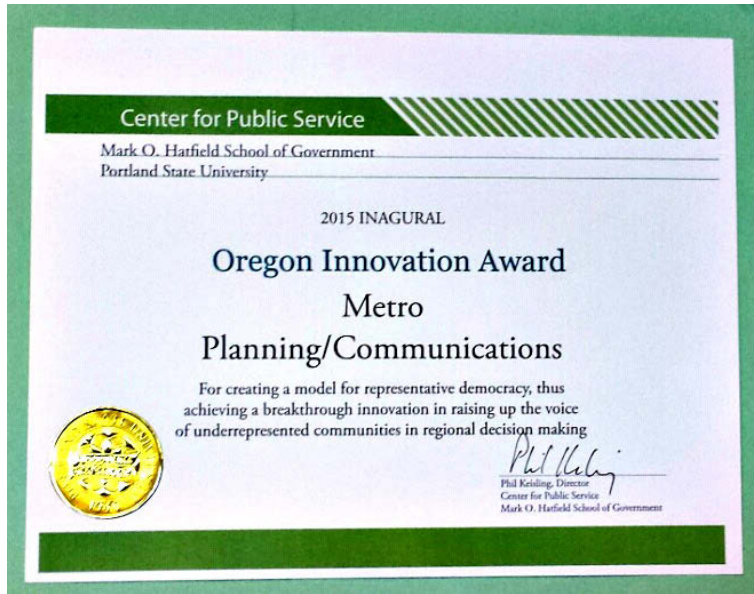 Center for Public Service
Mark O. Hatfield School of Government
Portland State University
2015 INAGURAL
Oregon Innovation Award
Metro
Planning/Communications
For creating a model for representative democracy, thus
achieving a breakthrough innovation in raising up the voice
of underrepresented communities in regional decision making
Phil Keisling, Director
Center for Public Service
Mark O. Hatfield School of Government